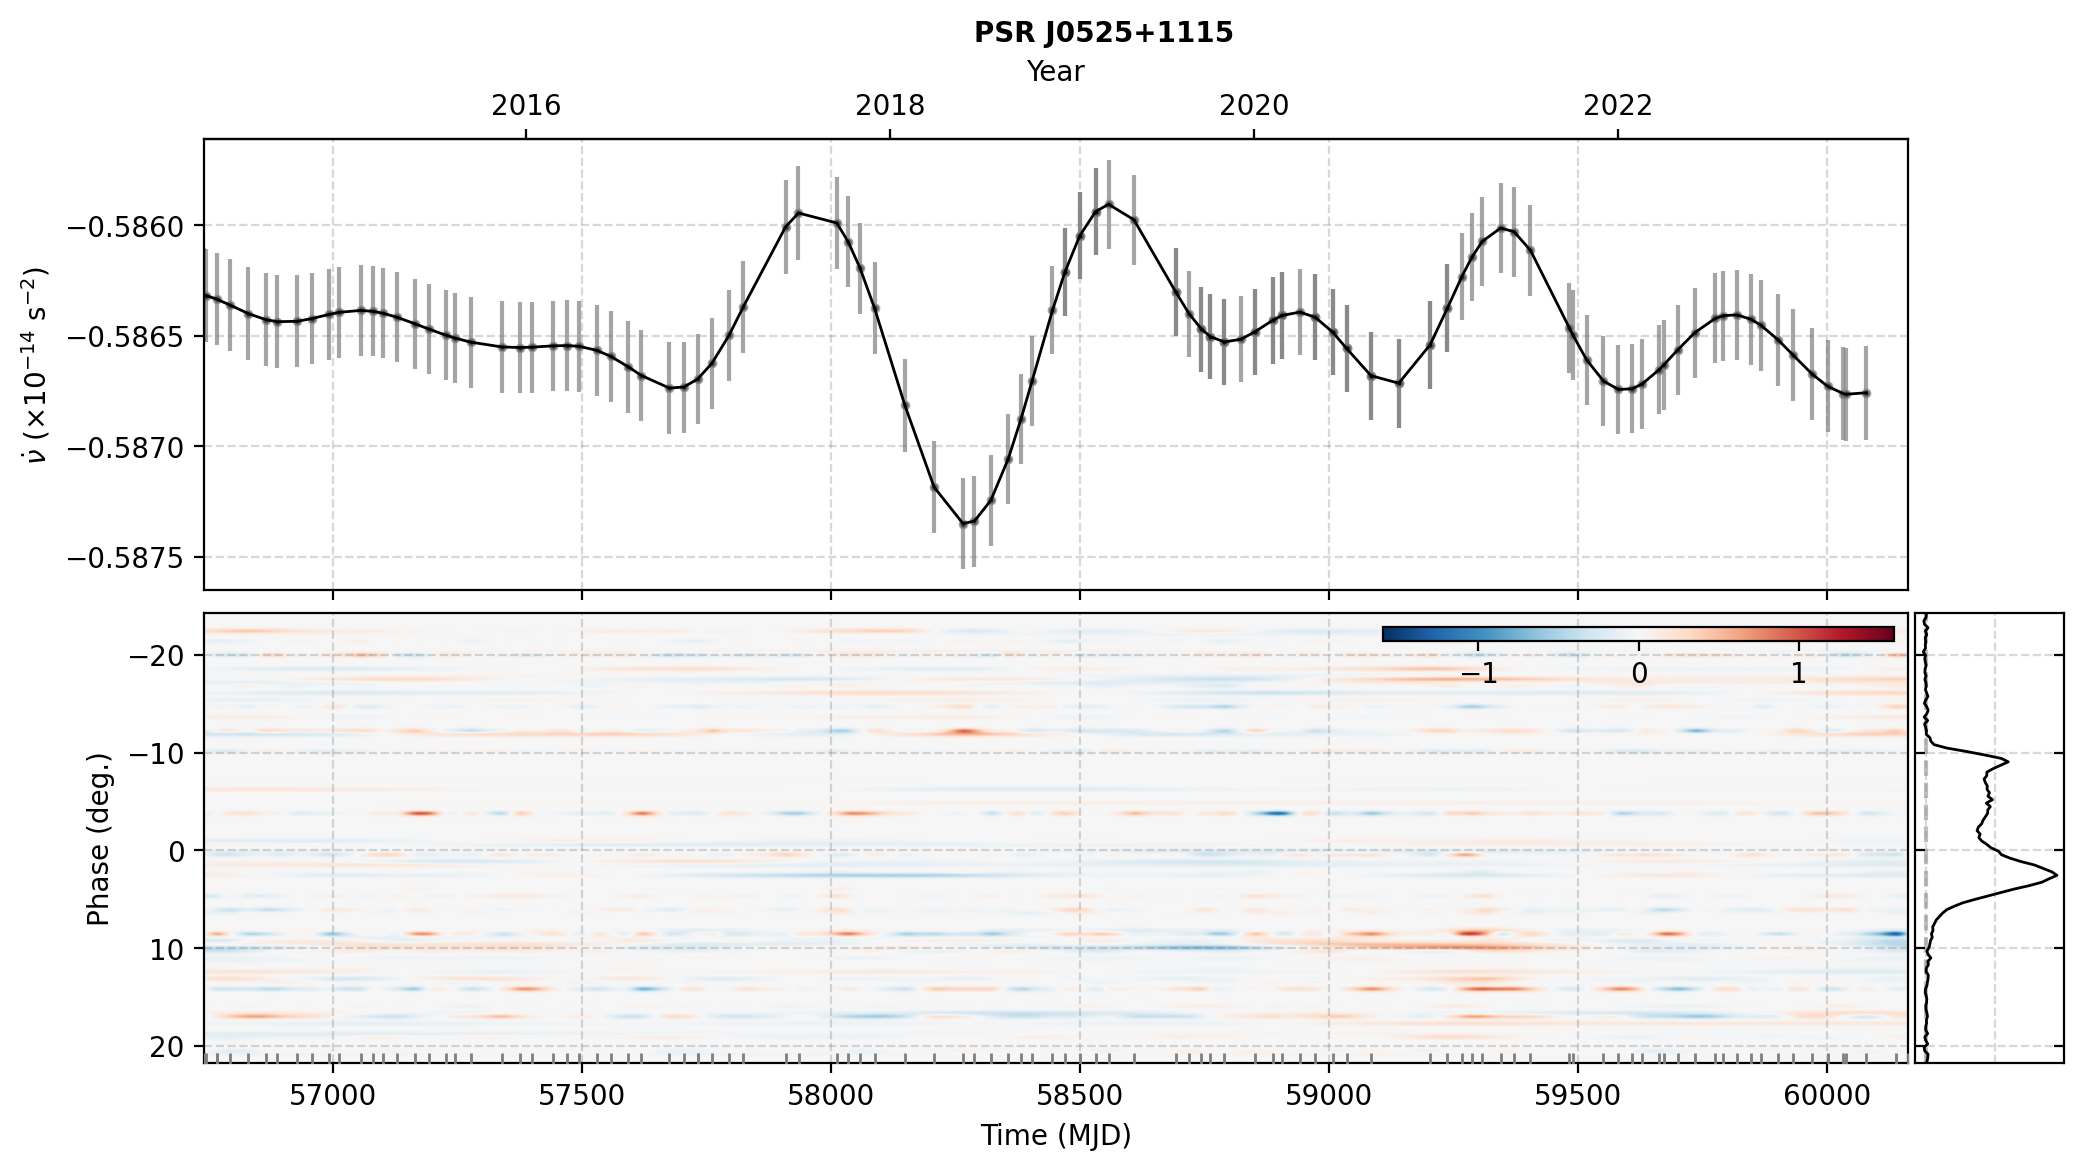 PSR J0525+1115
Year
2016 2018 2020 2022
−0.5860
−0.5865
−0.5870
−0.5875
ν̇ (×10⁻¹⁴ s⁻²)
−1 0 1
−20
−10
0
10
20
Phase (deg.)
57000 57500 58000 58500 59000 59500 60000
Time (MJD)